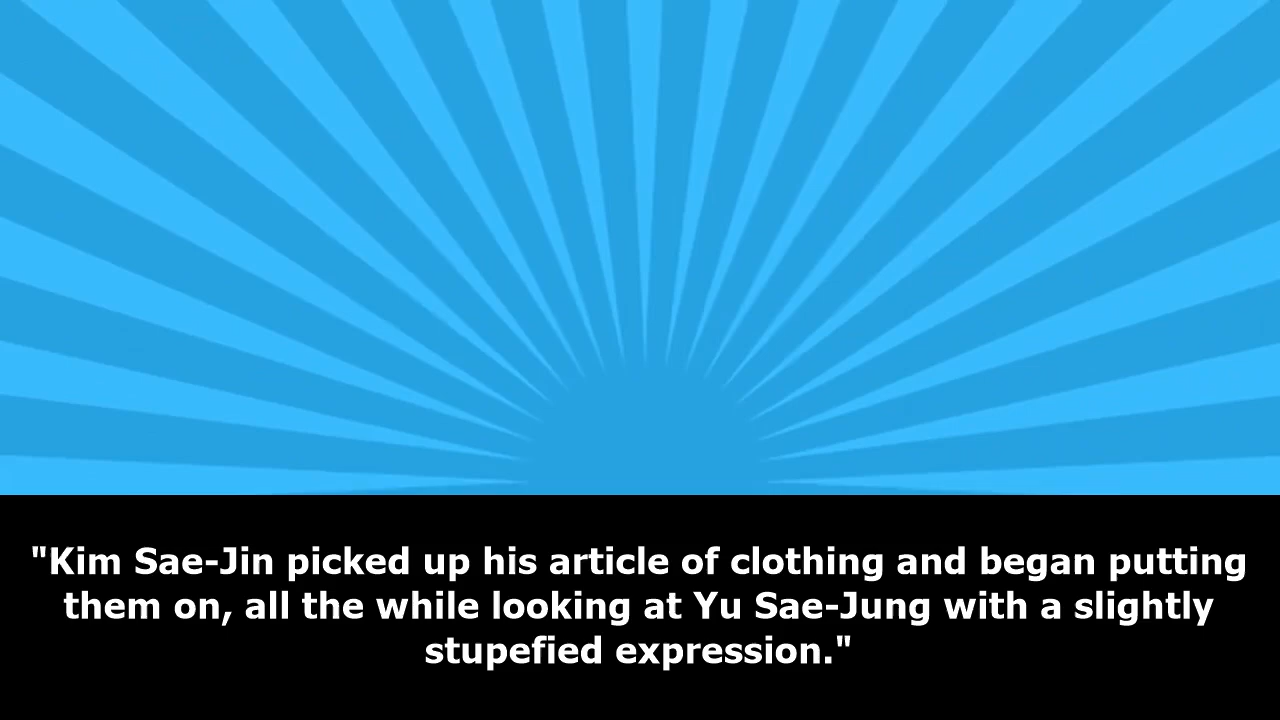 "Kim Sae-Jin picked up his article of clothing and began putting
them on, all the while looking at Yu Sae-Jung with a slightly
stupefied expression."